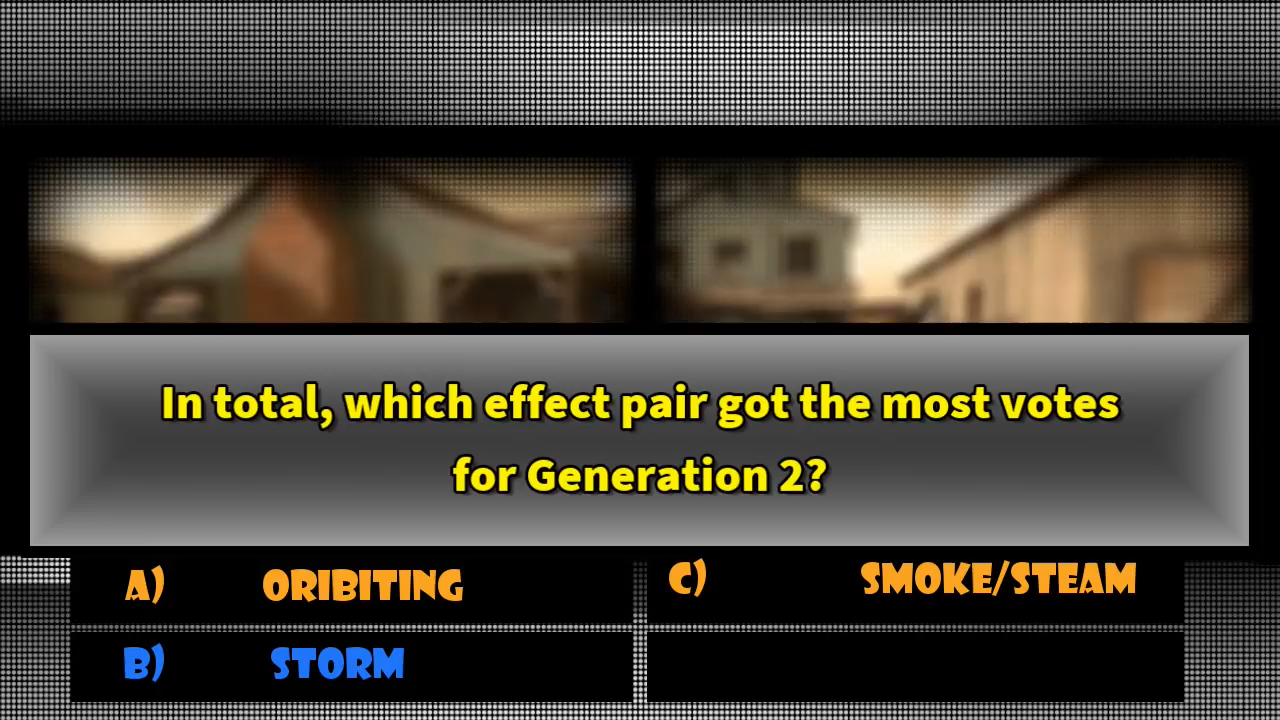 In total, which effect pair got the most votes
for Generation 2?
A) ORIBITING
C) SMOKE/STEAM
B) STORM